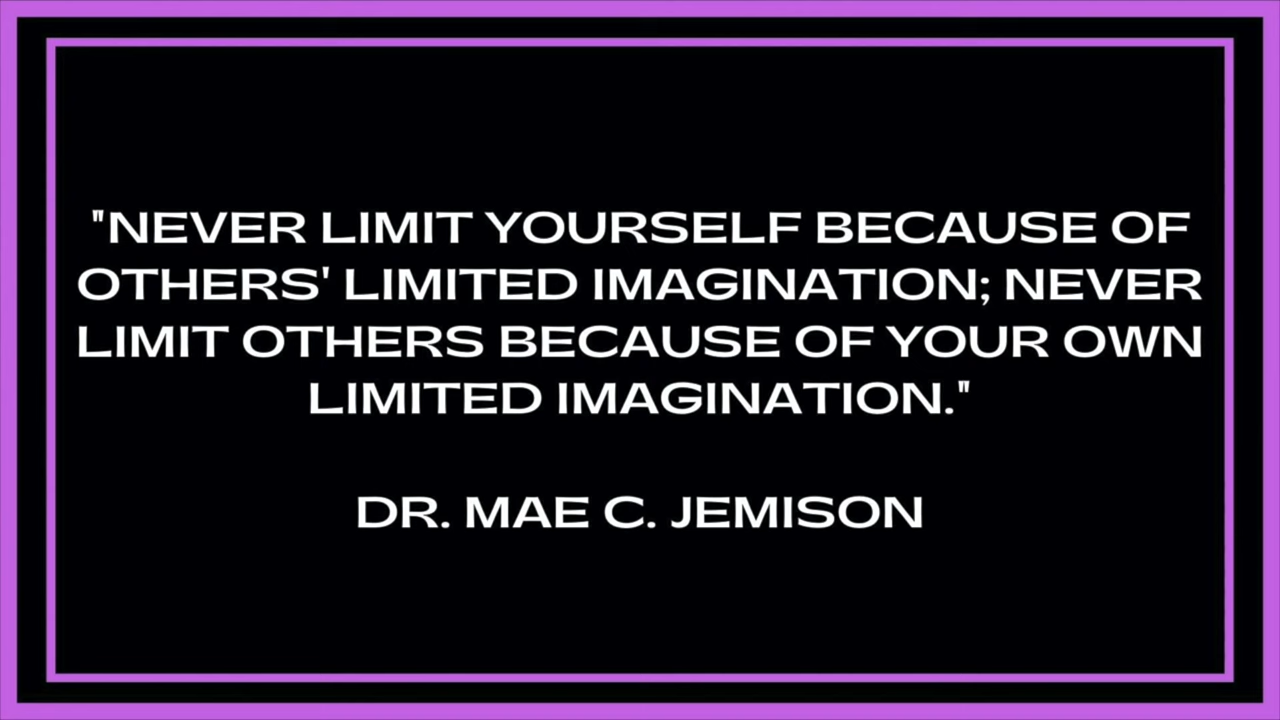 "NEVER LIMIT YOURSELF BECAUSE OF
OTHERS' LIMITED IMAGINATION; NEVER
LIMIT OTHERS BECAUSE OF YOUR OWN
LIMITED IMAGINATION."
DR. MAE C. JEMISON